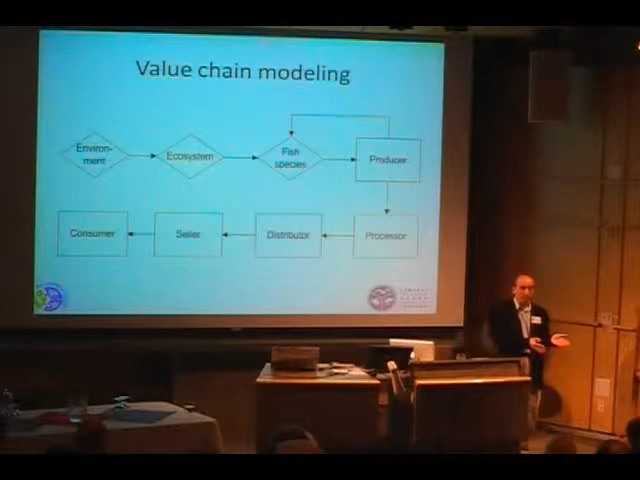 Value chain modeling
Environ-
ment
Ecosystem
Fish
species
Producer
Consumer
Seller
Distributor
Processor